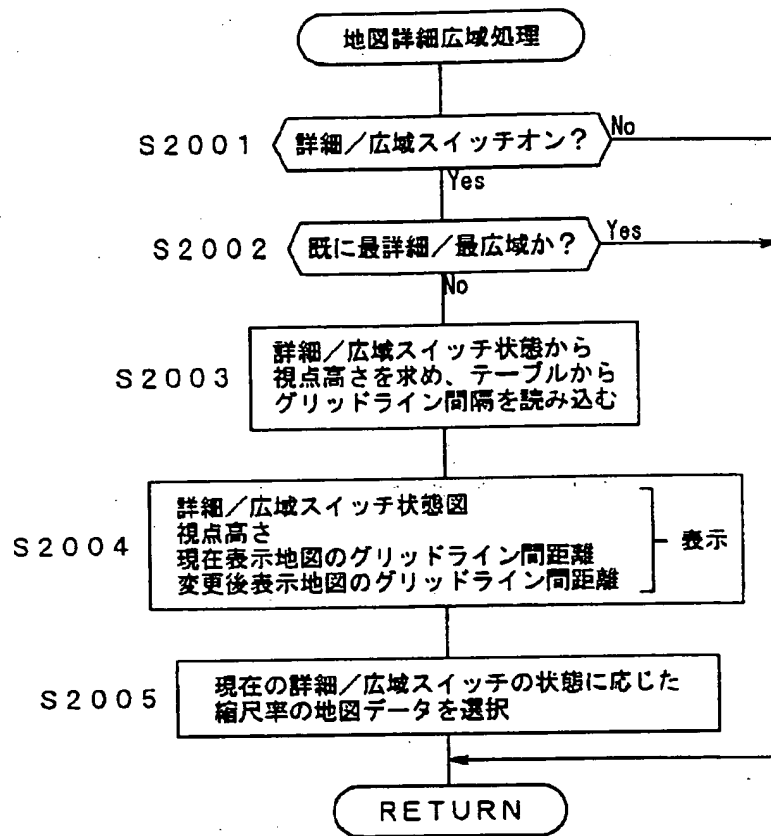 地図詳細広域処理
S2001
詳細/広域スイッチオン?
No
Yes
S2002
既に最詳細/最広域か?
Yes
No
S2003
詳細/広域スイッチ状態から
視点高さを求め、テーブルから
グリッドライン間隔を読み込む
S2004
詳細/広域スイッチ状態図
視点高さ
現在表示地図のグリッドライン間距離
変更後表示地図のグリッドライン間距離
表示
S2005
現在の詳細/広域スイッチの状態に応じた
縮尺率の地図データを選択
RETURN